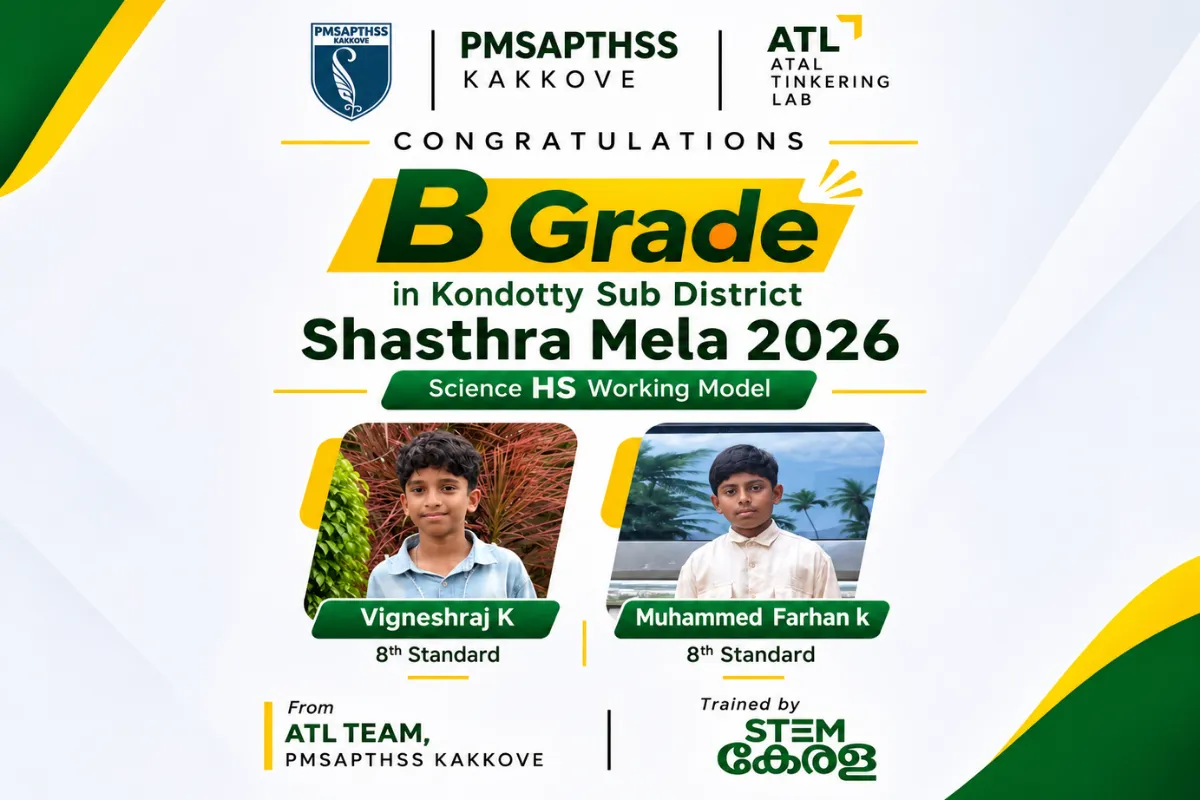 PMSAPTHSS
KAKKOVE
PMSAPTHSS
KAKKOVE
ATL
ATAL
TINKERING
LAB
CONGRATULATIONS
B Grade
in Kondotty Sub District
Shasthra Mela 2026
Science HS Working Model
Vigneshraj K
8th Standard
Muhammed Farhan k
8th Standard
From
ATL TEAM,
PMSAPTHSS KAKKOVE
Trained by
STEM
കേരള